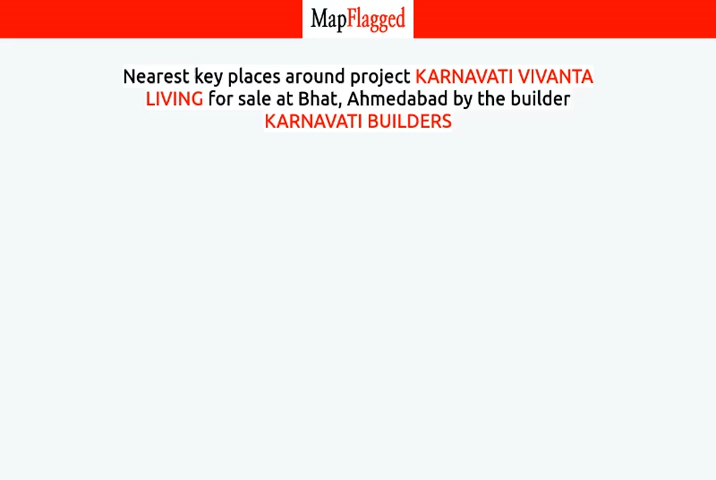 MapFlagged
Nearest key places around project KARNAVATI VIVANTA
LIVING for sale at Bhat, Ahmedabad by the builder
KARNAVATI BUILDERS